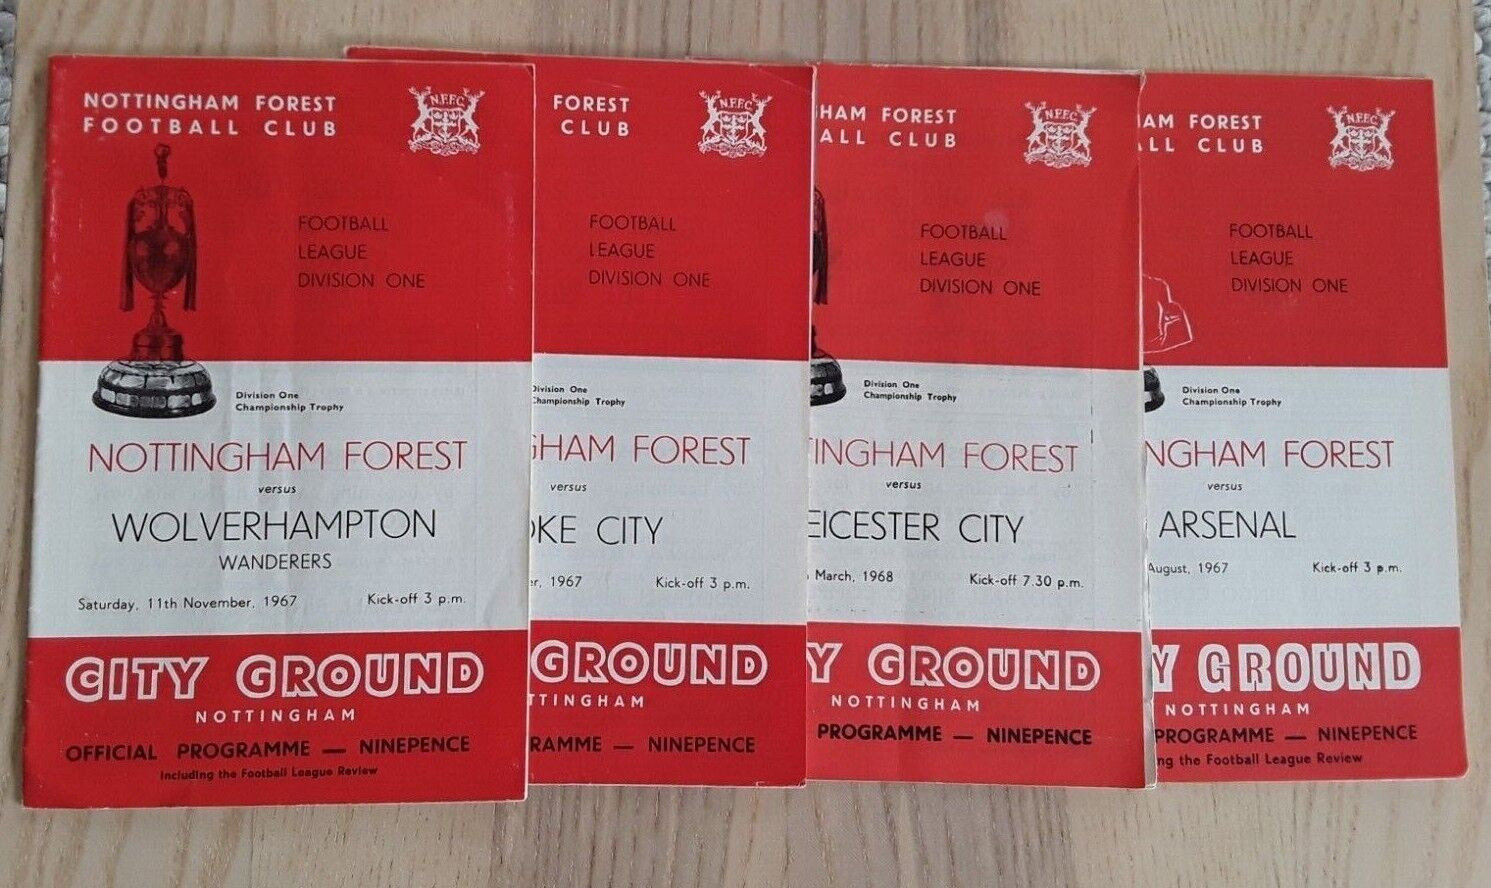 NOTTINGHAM FOREST
FOOTBALL CLUB
N.F.F.C
FOOTBALL
LEAGUE
DIVISION ONE
Division One
Championship Trophy
NOTTINGHAM FOREST
versus
WOLVERHAMPTON
WANDERERS
Saturday, 11th November, 1967 Kick-off 3 p.m.
CITY GROUND
NOTTINGHAM
OFFICIAL PROGRAMME — NINEPENCE
Including the Football League Review
FOREST
CLUB
N.F.F.C
FOOTBALL
LEAGUE
DIVISION ONE
Division One
Championship Trophy
GHAM FOREST
versus
OKE CITY
er, 1967 Kick-off 3 p.m.
GROUND
TTINGHAM
RAMME — NINEPENCE
HAM FOREST
ALL CLUB
N.F.F.C
FOOTBALL
LEAGUE
DIVISION ONE
Division One
Championship Trophy
TINGHAM FOREST
versus
EICESTER CITY
March, 1968 Kick-off 7.30 p.m.
Y GROUND
NOTTINGHAM
PROGRAMME — NINEPENCE
AM FOREST
ALL CLUB
N.F.F.C
FOOTBALL
LEAGUE
DIVISION ONE
Division One
Championship Trophy
NGHAM FOREST
versus
ARSENAL
August, 1967 Kick-off 3 p.m.
Y GROUND
NOTTINGHAM
PROGRAMME — NINEPENCE
ng the Football League Review